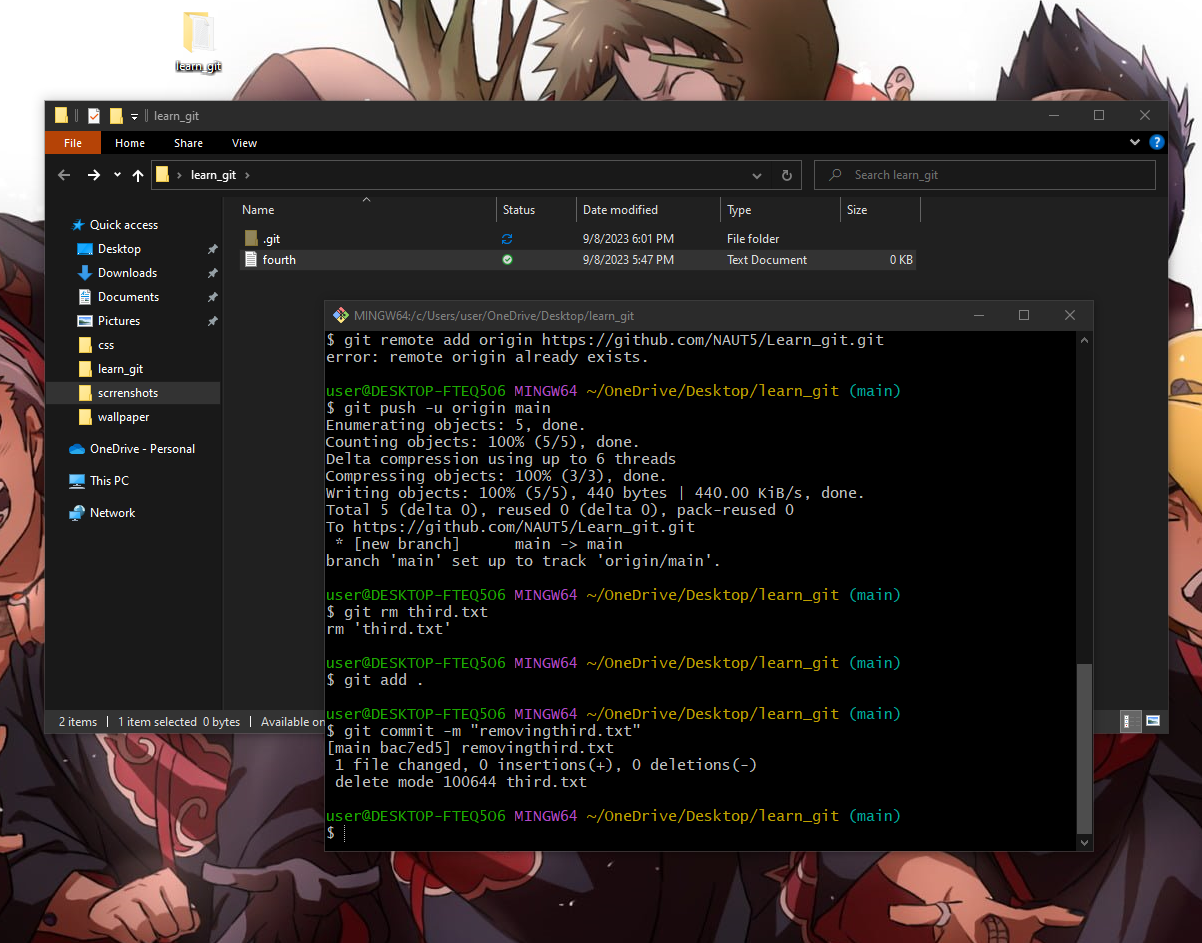 learn_git
learn_git
File Home Share View
learn_git
Search learn_git
Name Status Date modified Type Size
.git 9/8/2023 6:01 PM File folder
fourth 9/8/2023 5:47 PM Text Document 0 KB
Quick access
Desktop
Downloads
Documents
Pictures
css
learn_git
scrrenshots
wallpaper
OneDrive - Personal
This PC
Network
2 items 1 item selected 0 bytes Available on
MINGW64:/c/Users/user/OneDrive/Desktop/learn_git
$ git remote add origin https://github.com/NAUT5/Learn_git.git
error: remote origin already exists.
user@DESKTOP-FTEQ5O6 MINGW64 ~/OneDrive/Desktop/learn_git (main)
$ git push -u origin main
Enumerating objects: 5, done.
Counting objects: 100% (5/5), done.
Delta compression using up to 6 threads
Compressing objects: 100% (3/3), done.
Writing objects: 100% (5/5), 440 bytes | 440.00 KiB/s, done.
Total 5 (delta 0), reused 0 (delta 0), pack-reused 0
To https://github.com/NAUT5/Learn_git.git
* [new branch] main -> main
branch 'main' set up to track 'origin/main'.
user@DESKTOP-FTEQ5O6 MINGW64 ~/OneDrive/Desktop/learn_git (main)
$ git rm third.txt
rm 'third.txt'
user@DESKTOP-FTEQ5O6 MINGW64 ~/OneDrive/Desktop/learn_git (main)
$ git add .
user@DESKTOP-FTEQ5O6 MINGW64 ~/OneDrive/Desktop/learn_git (main)
$ git commit -m "removingthird.txt"
[main bac7ed5] removingthird.txt
1 file changed, 0 insertions(+), 0 deletions(-)
delete mode 100644 third.txt
user@DESKTOP-FTEQ5O6 MINGW64 ~/OneDrive/Desktop/learn_git (main)
$